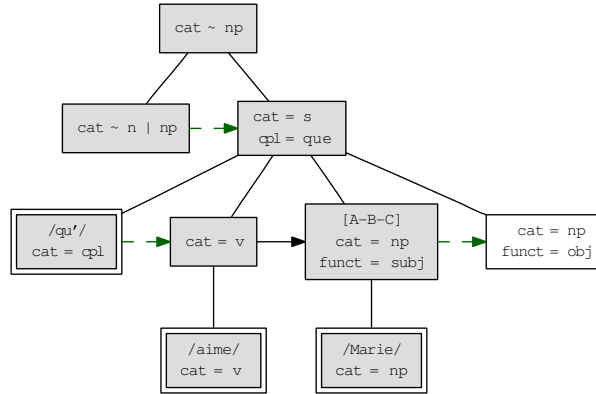 cat ~ np
cat ~ n | np
cat = s
cpl = que
/qu’/
cat = cpl
cat = v
[A-B-C]
cat = np
funct = subj
cat = np
funct = obj
/aime/
cat = v
/Marie/
cat = np